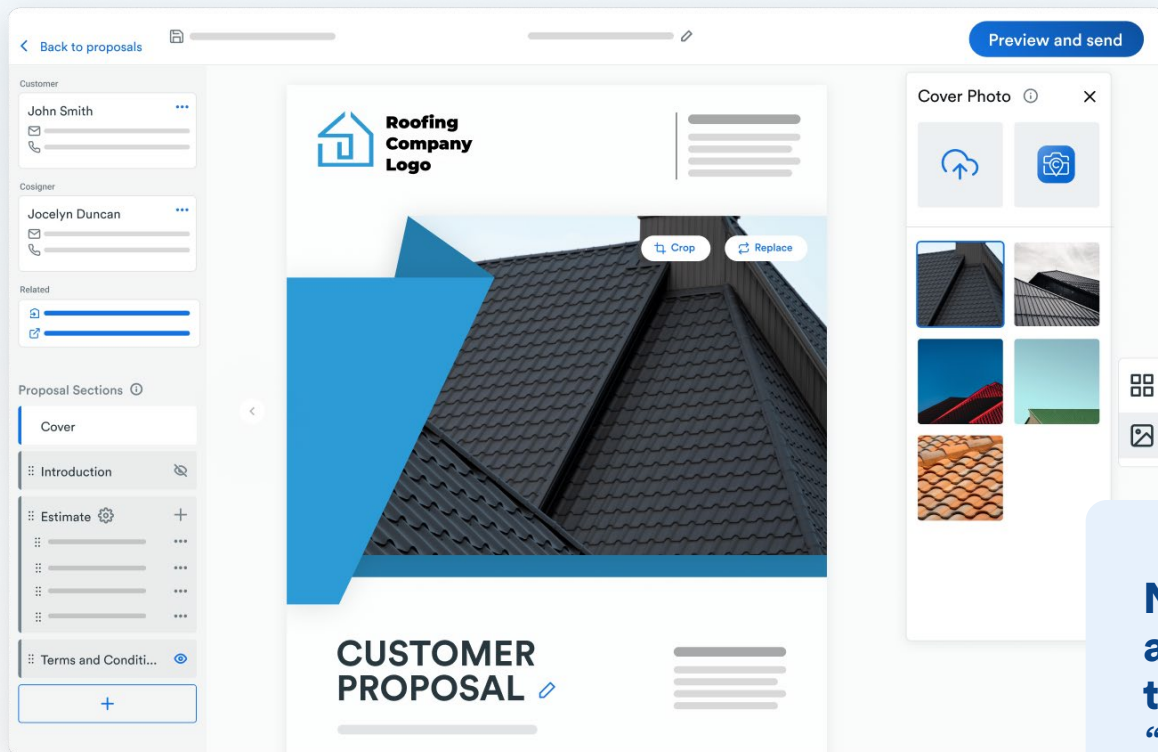 Back to proposals
Preview and send
Customer
John Smith
Cosigner
Jocelyn Duncan
Related
Proposal Sections
Cover
Introduction
Estimate
Terms and Conditi...
Roofing
Company
Logo
Crop
Replace
CUSTOMER
PROPOSAL
Cover Photo